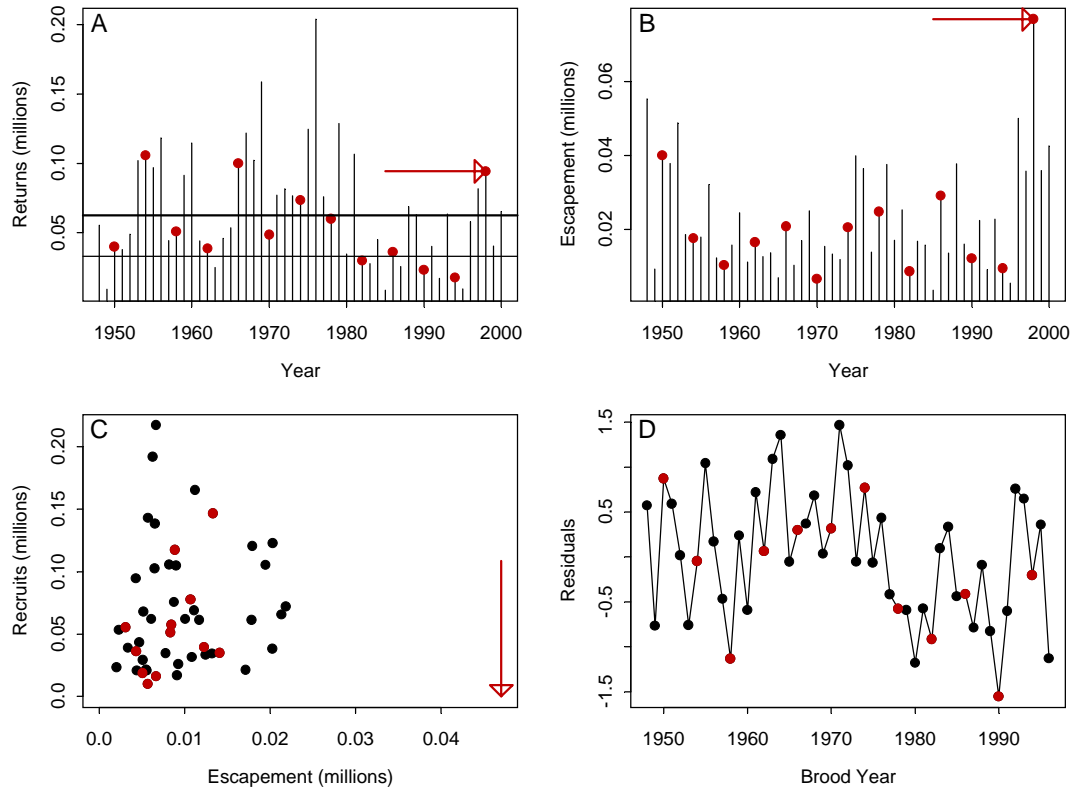 A
Returns (millions)
0.20
0.15
0.10
0.05
1950 1960 1970 1980 1990 2000
Year
B
Escapement (millions)
0.06
0.04
0.02
1950 1960 1970 1980 1990 2000
Year
C
Recruits (millions)
0.20
0.15
0.10
0.05
0.0
0.0 0.01 0.02 0.03 0.04
Escapement (millions)
D
Residuals
1.5
0.5
-0.5
-1.5
1950 1960 1970 1980 1990
Brood Year